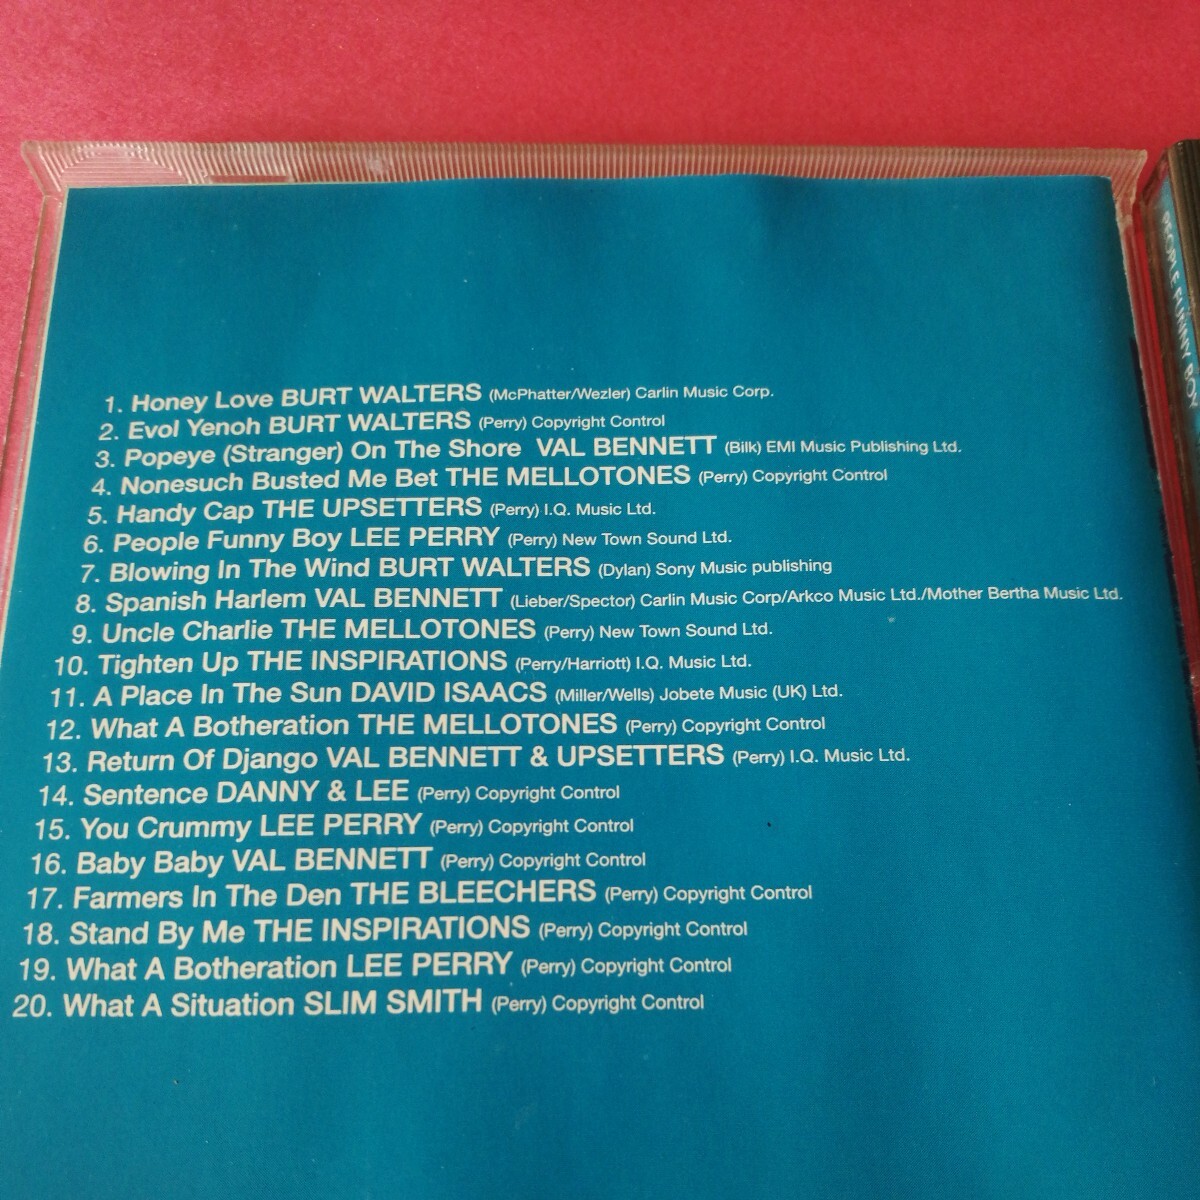 1. Honey Love BURT WALTERS (McPhatter/Wezler) Carlin Music Corp.
2. Evol Yenoh BURT WALTERS (Perry) Copyright Control
3. Popeye (Stranger) On The Shore VAL BENNETT (Bilk) EMI Music Publishing Ltd.
4. Nonesuch Busted Me Bet THE MELLOTONES (Perry) Copyright Control
5. Handy Cap THE UPSETTERS (Perry) I.Q. Music Ltd.
6. People Funny Boy LEE PERRY (Perry) New Town Sound Ltd.
7. Blowing In The Wind BURT WALTERS (Dylan) Sony Music publishing
8. Spanish Harlem VAL BENNETT (Lieber/Spector) Carlin Music Corp/Arkco Music Ltd./Mother Bertha Music Ltd.
9. Uncle Charlie THE MELLOTONES (Perry) New Town Sound Ltd.
10. Tighten Up THE INSPIRATIONS (Perry/Harriott) I.Q. Music Ltd.
11. A Place In The Sun DAVID ISAACS (Miller/Wells) Jobete Music (UK) Ltd.
12. What A Botheration THE MELLOTONES (Perry) Copyright Control
13. Return Of Django VAL BENNETT & UPSETTERS (Perry) I.Q. Music Ltd.
14. Sentence DANNY & LEE (Perry) Copyright Control
15. You Crummy LEE PERRY (Perry) Copyright Control
16. Baby Baby VAL BENNETT (Perry) Copyright Control
17. Farmers In The Den THE BLEECHERS (Perry) Copyright Control
18. Stand By Me THE INSPIRATIONS (Perry) Copyright Control
19. What A Botheration LEE PERRY (Perry) Copyright Control
20. What A Situation SLIM SMITH (Perry) Copyright Control
PEOPLE FUNNY BOY